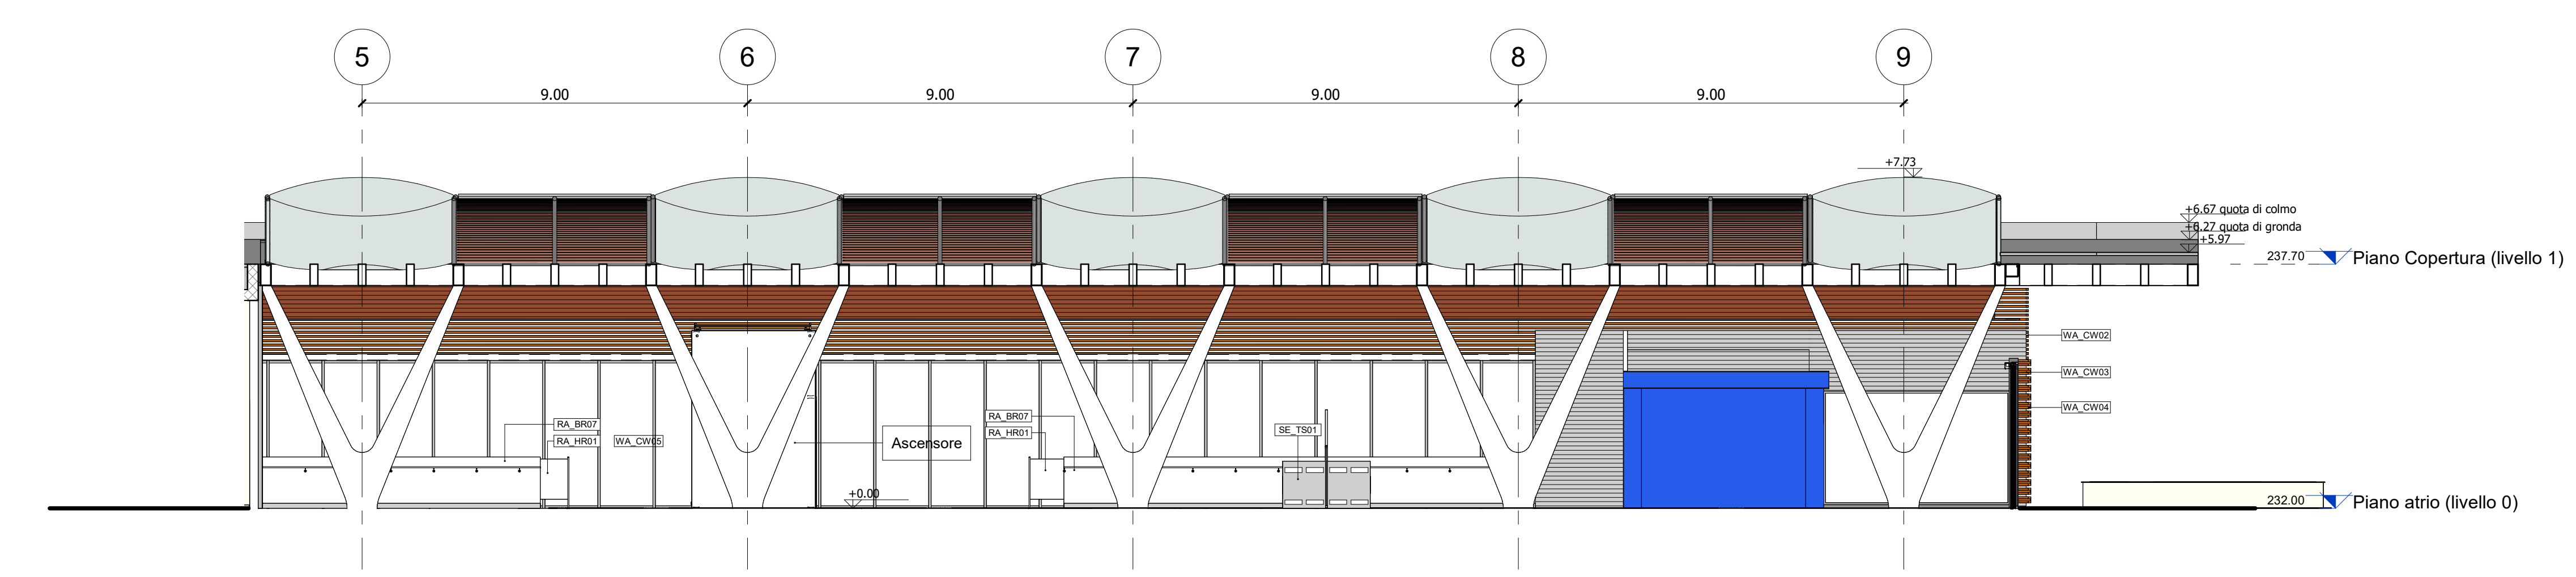 5 6 7 8 9
9.00 9.00 9.00 9.00
+7.73
+6.67 quota di colmo
+6.27 quota di gronda
+5.97
237.70 Piano Copertura (livello 1)
WA_CW02
WA_CW03
WA_CW04
RA_BR07
RA_HR01
WA_CW05
Ascensore
RA_BR07
RA_HR01
SE_TS01
+0.00
232.00 Piano atrio (livello 0)